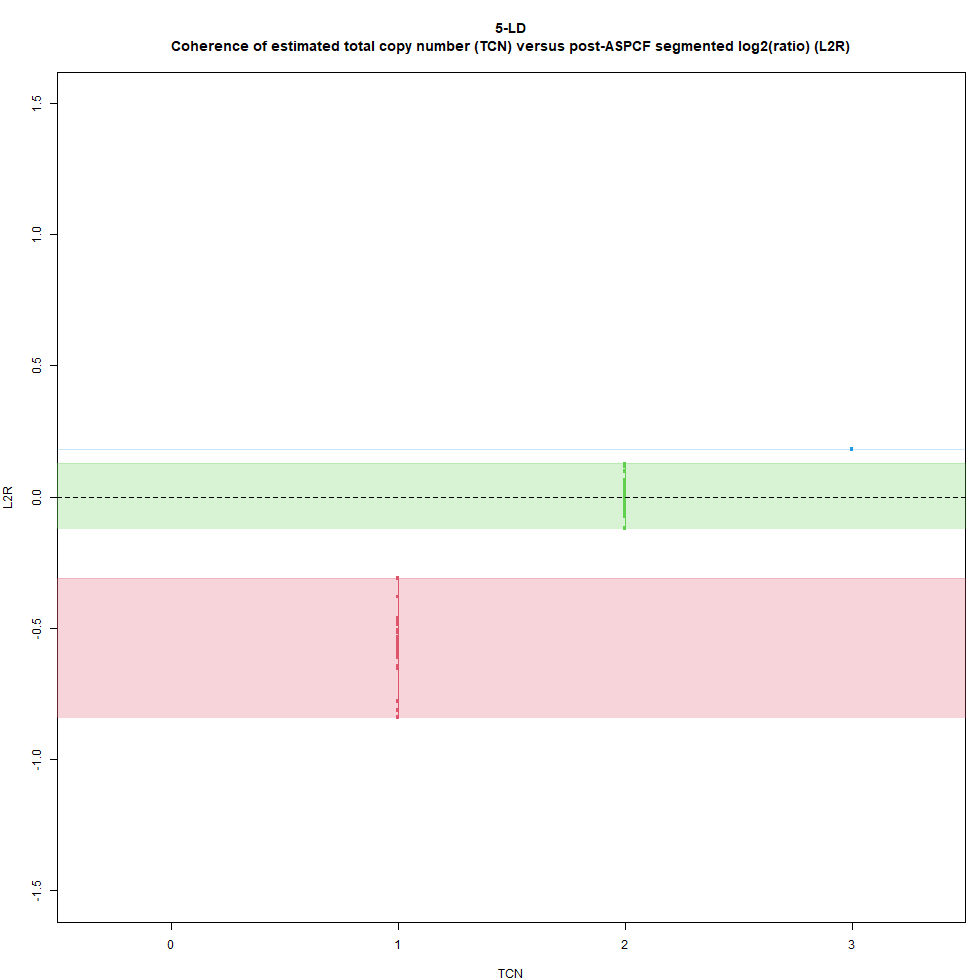 5-LD
Coherence of estimated total copy number (TCN) versus post-ASPCF segmented log2(ratio) (L2R)
1.5
1.0
0.5
0.0
-0.5
-1.0
-1.5
L2R
0 1 2 3
TCN